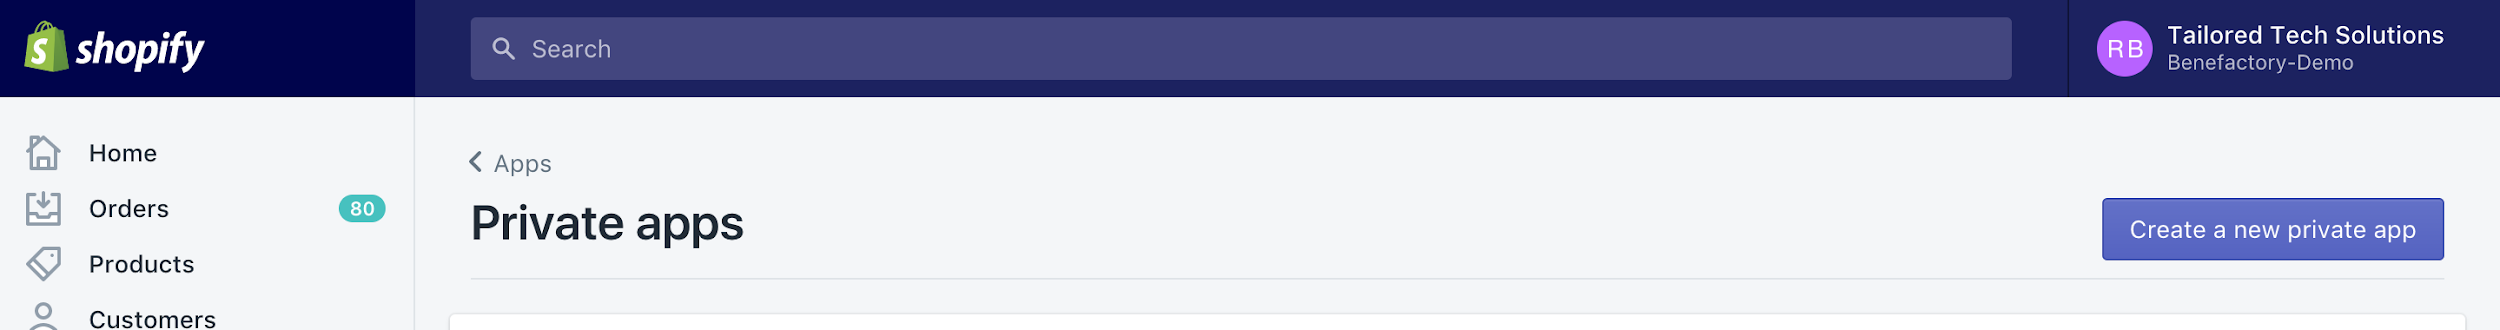 shopify
Search
RB
Tailored Tech Solutions
Benefactory-Demo
Home
Orders
80
Products
Customers
Apps
Private apps
Create a new private app